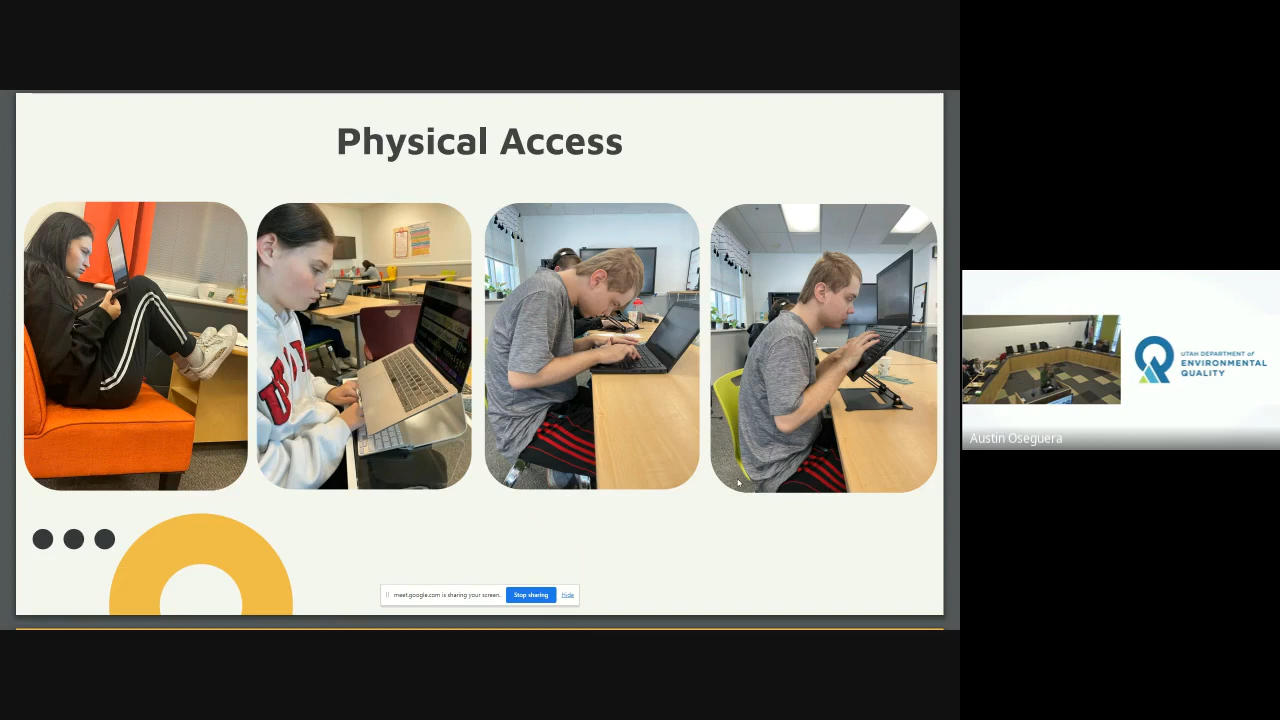 Physical Access
meet.google.com is sharing your screen.
Stop sharing
Hide
UTAH DEPARTMENT of
ENVIRONMENTAL
QUALITY
Austin Oseguera